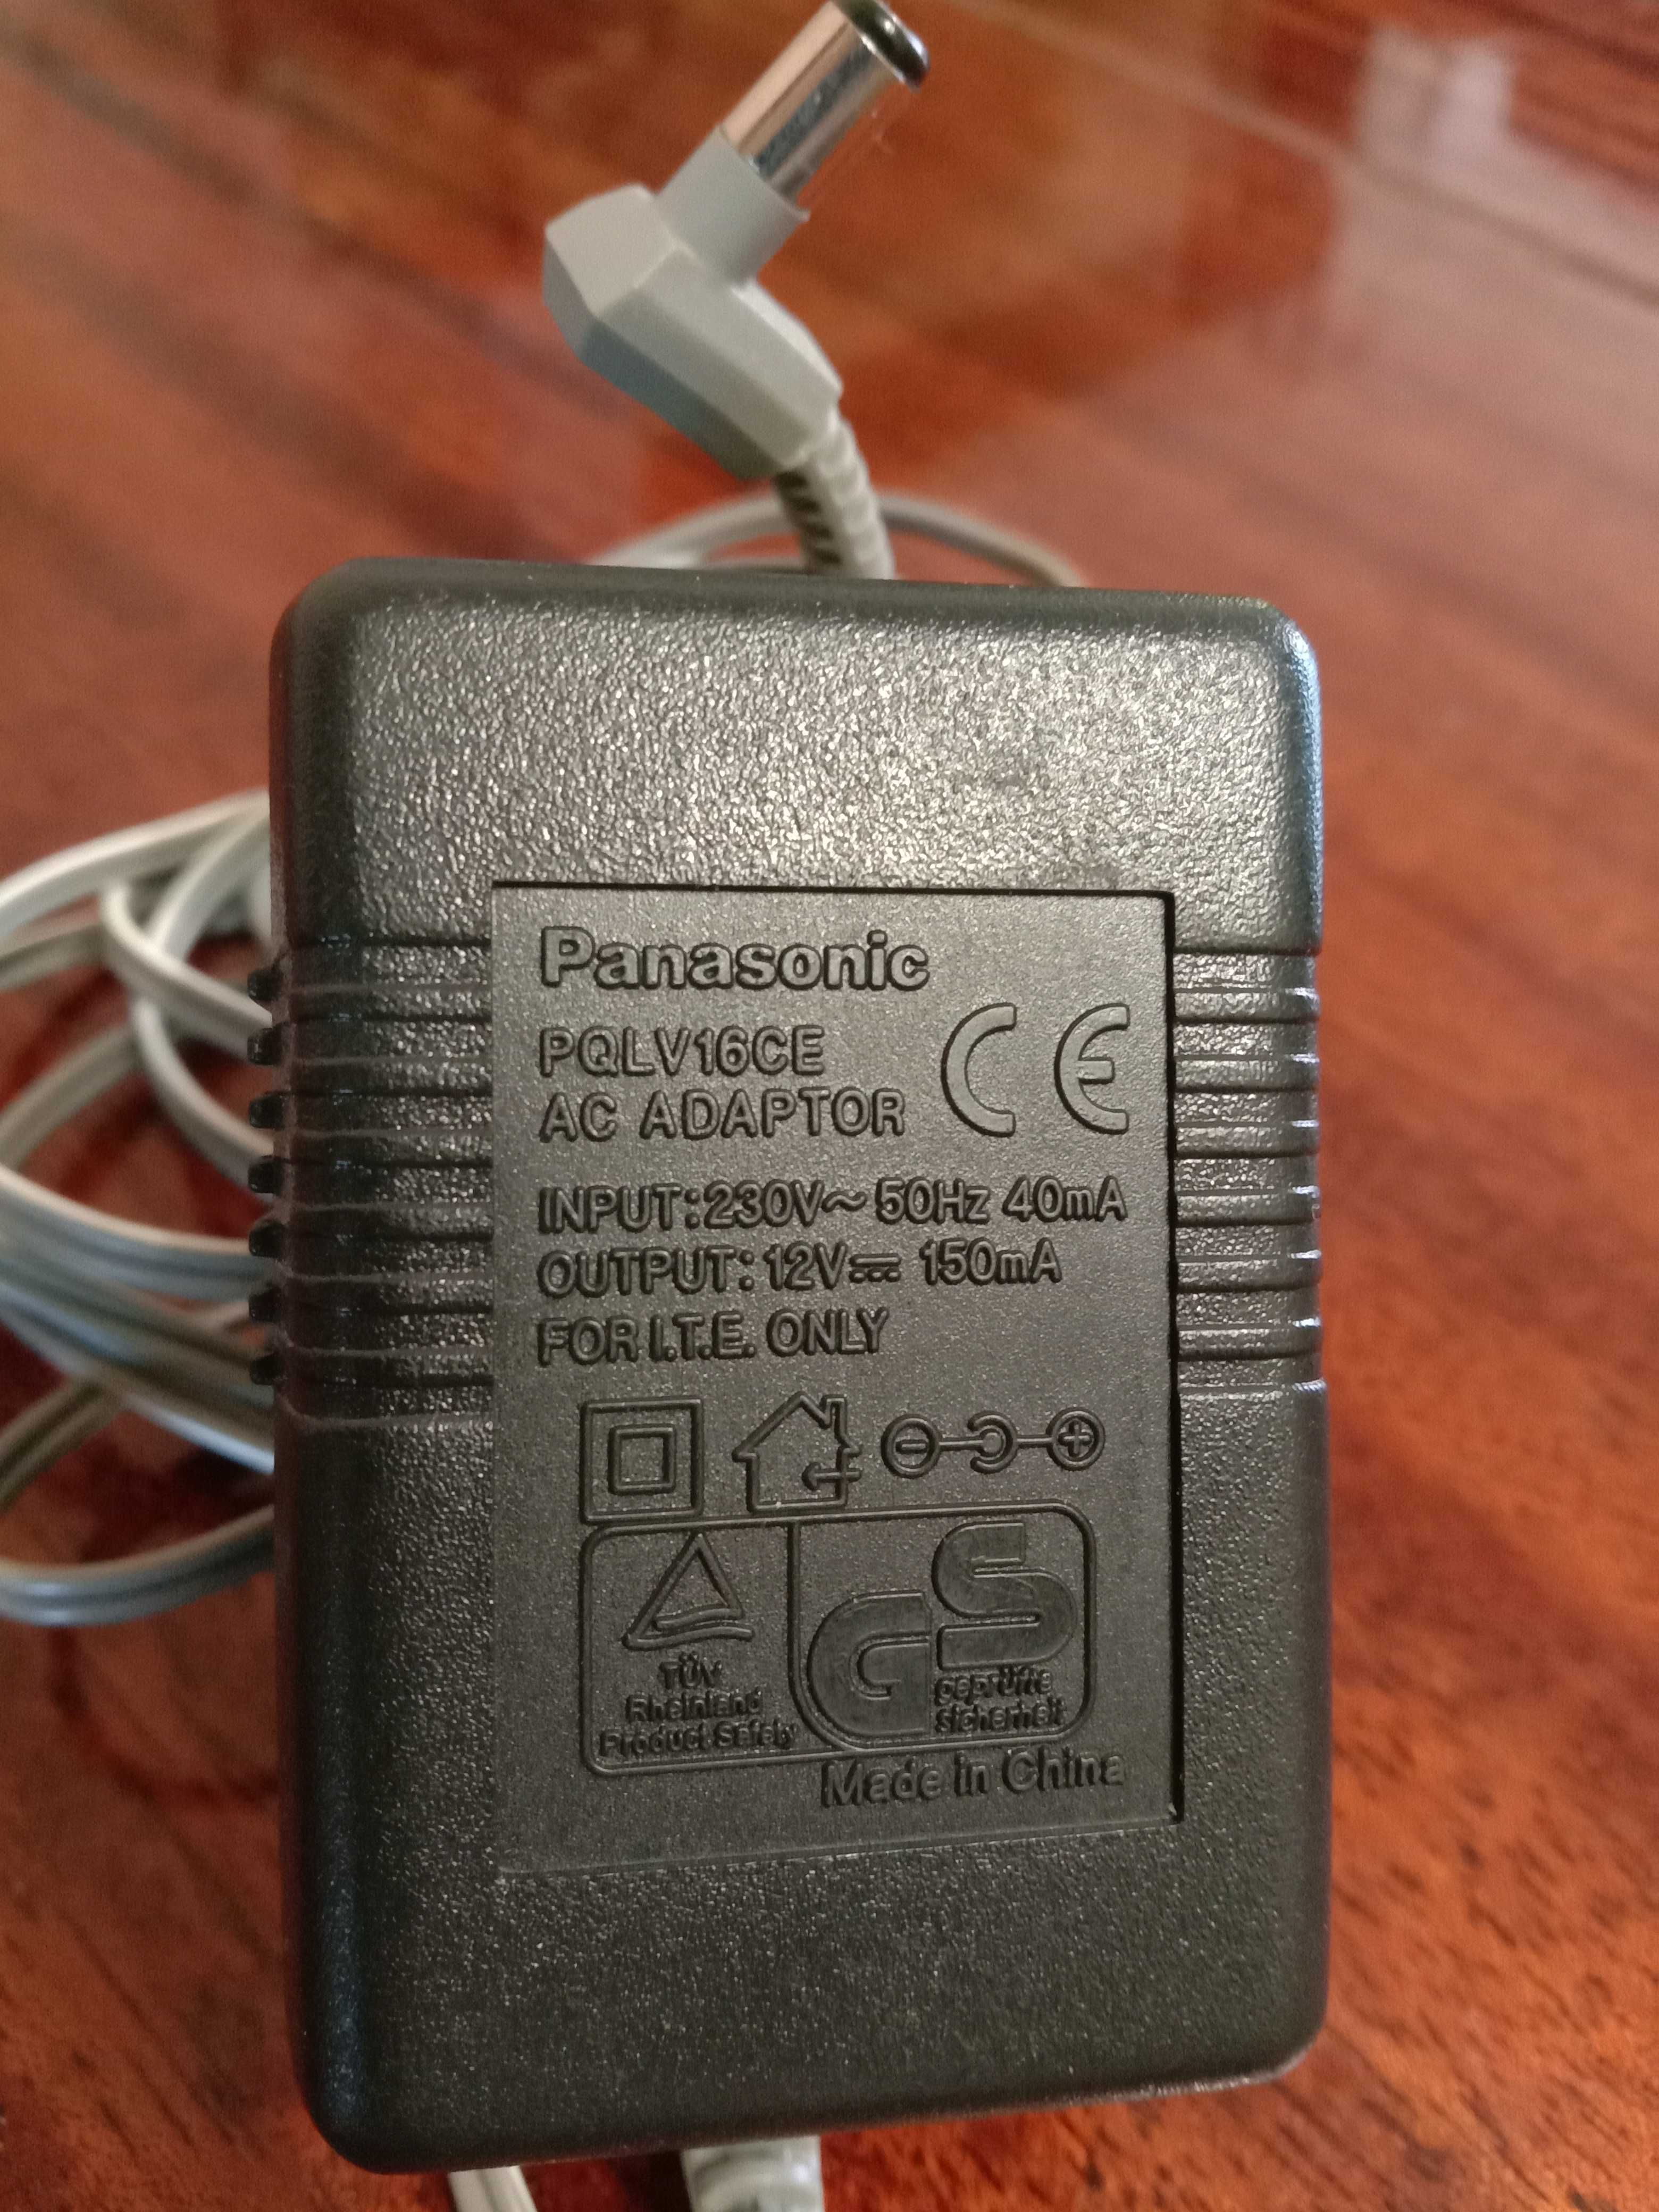 Panasonic
PQLV16CE
AC ADAPTOR
CE
INPUT:230V~ 50Hz 40mA
OUTPUT:12V⎓ 150mA
FOR I.T.E. ONLY
TÜV
Rheinland
Product Safety
GS
geprüfte
sicherheit
Made in China